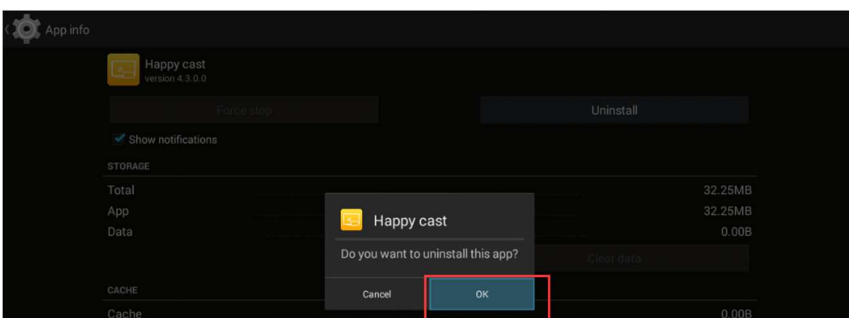 App info
Happy cast
version 4.3.0.0
Force stop
Uninstall
Show notifications
STORAGE
Total
32.25MB
App
32.25MB
Data
0.00B
Clear data
Happy cast
Do you want to uninstall this app?
Cancel
OK
CACHE
Cache
0.00B